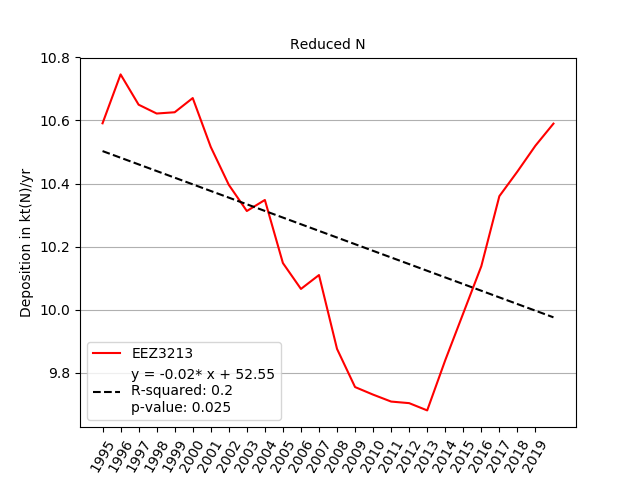 Reduced N
Deposition in kt(N)/yr
10.8
10.6
10.4
10.2
10.0
9.8
EEZ3213
y = -0.02* x + 52.55
R-squared: 0.2
p-value: 0.025
1995 1996 1997 1998 1999 2000 2001 2002 2003 2004 2005 2006 2007 2008 2009 2010 2011 2012 2013 2014 2015 2016 2017 2018 2019